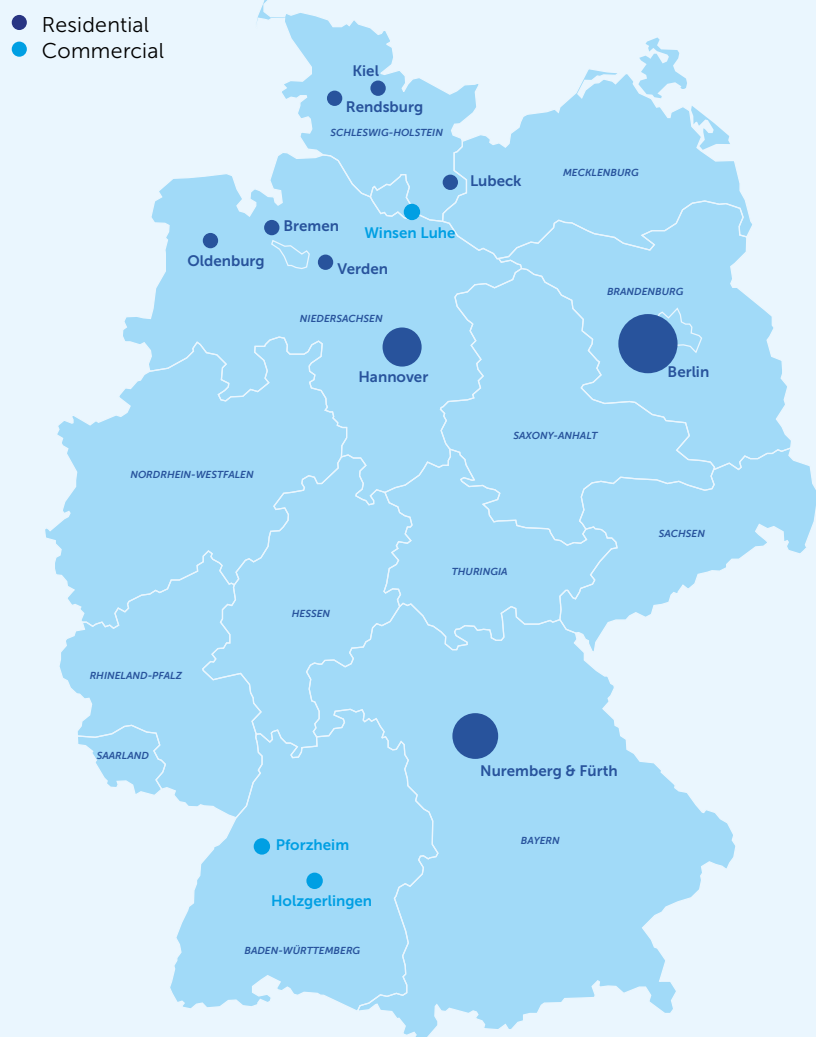 Residential
Commercial
Kiel
Rendsburg
SCHLESWIG-HOLSTEIN
MECKLENBURG
Lubeck
Bremen
Winsen Luhe
Oldenburg
Verden
BRANDENBURG
NIEDERSACHSEN
Berlin
Hannover
SAXONY-ANHALT
NORDRHEIN-WESTFALEN
SACHSEN
THURINGIA
HESSEN
RHINELAND-PFALZ
SAARLAND
Nuremberg & Fürth
BAYERN
Pforzheim
Holzgerlingen
BADEN-WÜRTTEMBERG